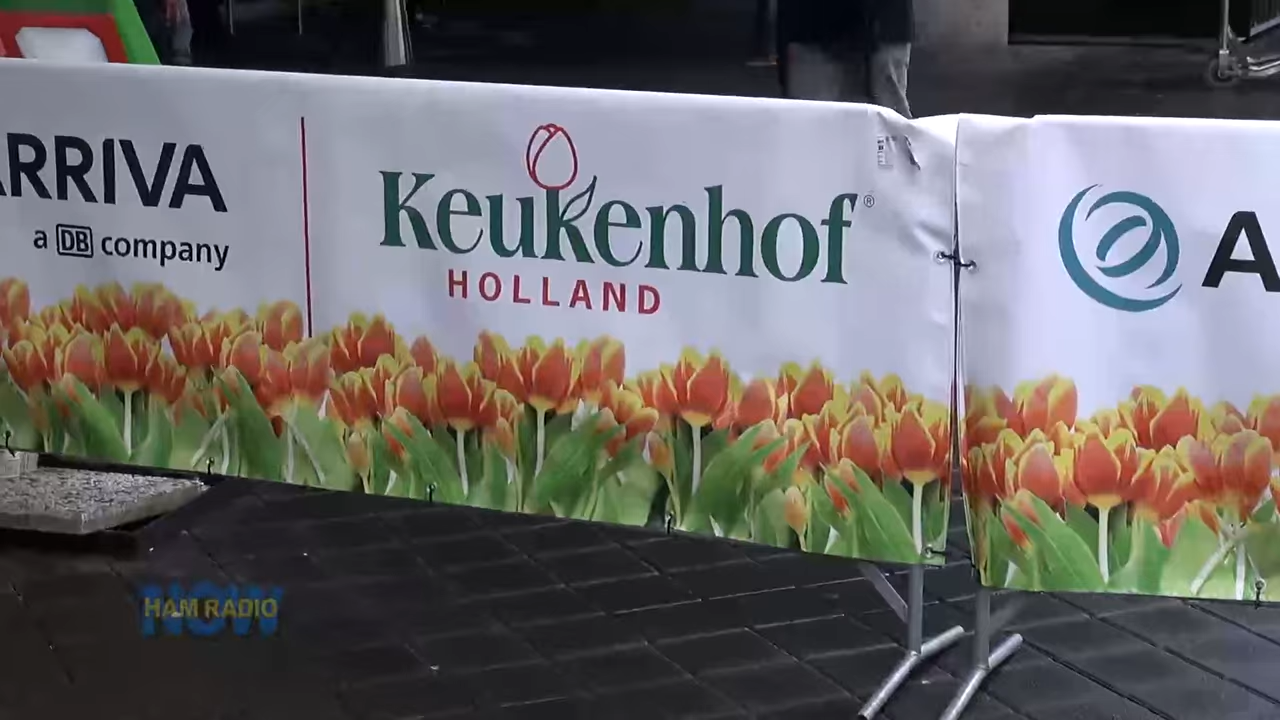 ARRIVA
a DB company
Keukenhof®
HOLLAND
A
HAM RADIO
NOW